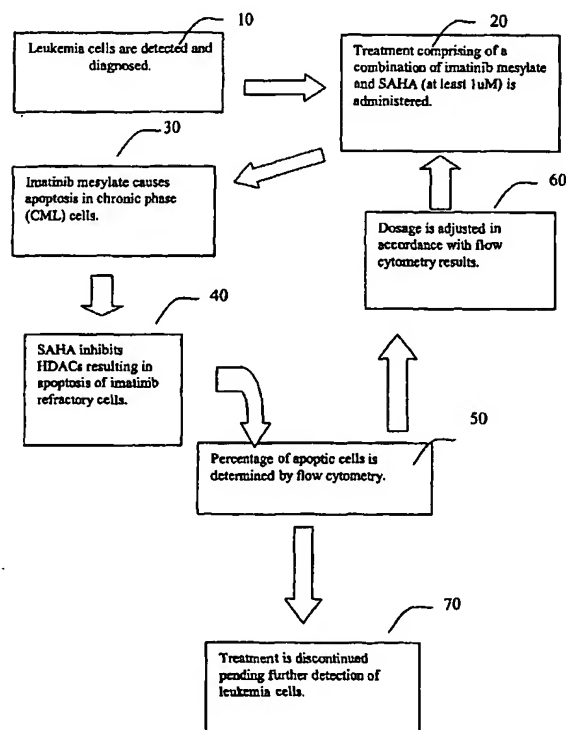 10
Leukemia cells are detected and
diagnosed.
20
Treatment comprising of a
combination of imatinib mesylate
and SAHA (at least 1uM) is
administered.
30
Imatinib mesylate causes
apoptosis in chronic phase
(CML) cells.
60
Dosage is adjusted in
accordance with flow
cytometry results.
40
SAHA inhibits
HDACs resulting in
apoptosis of imatinib
refractory cells.
50
Percentage of apoptic cells is
determined by flow cytometry.
70
Treatment is discontinued
pending further detection of
leukemia cells.